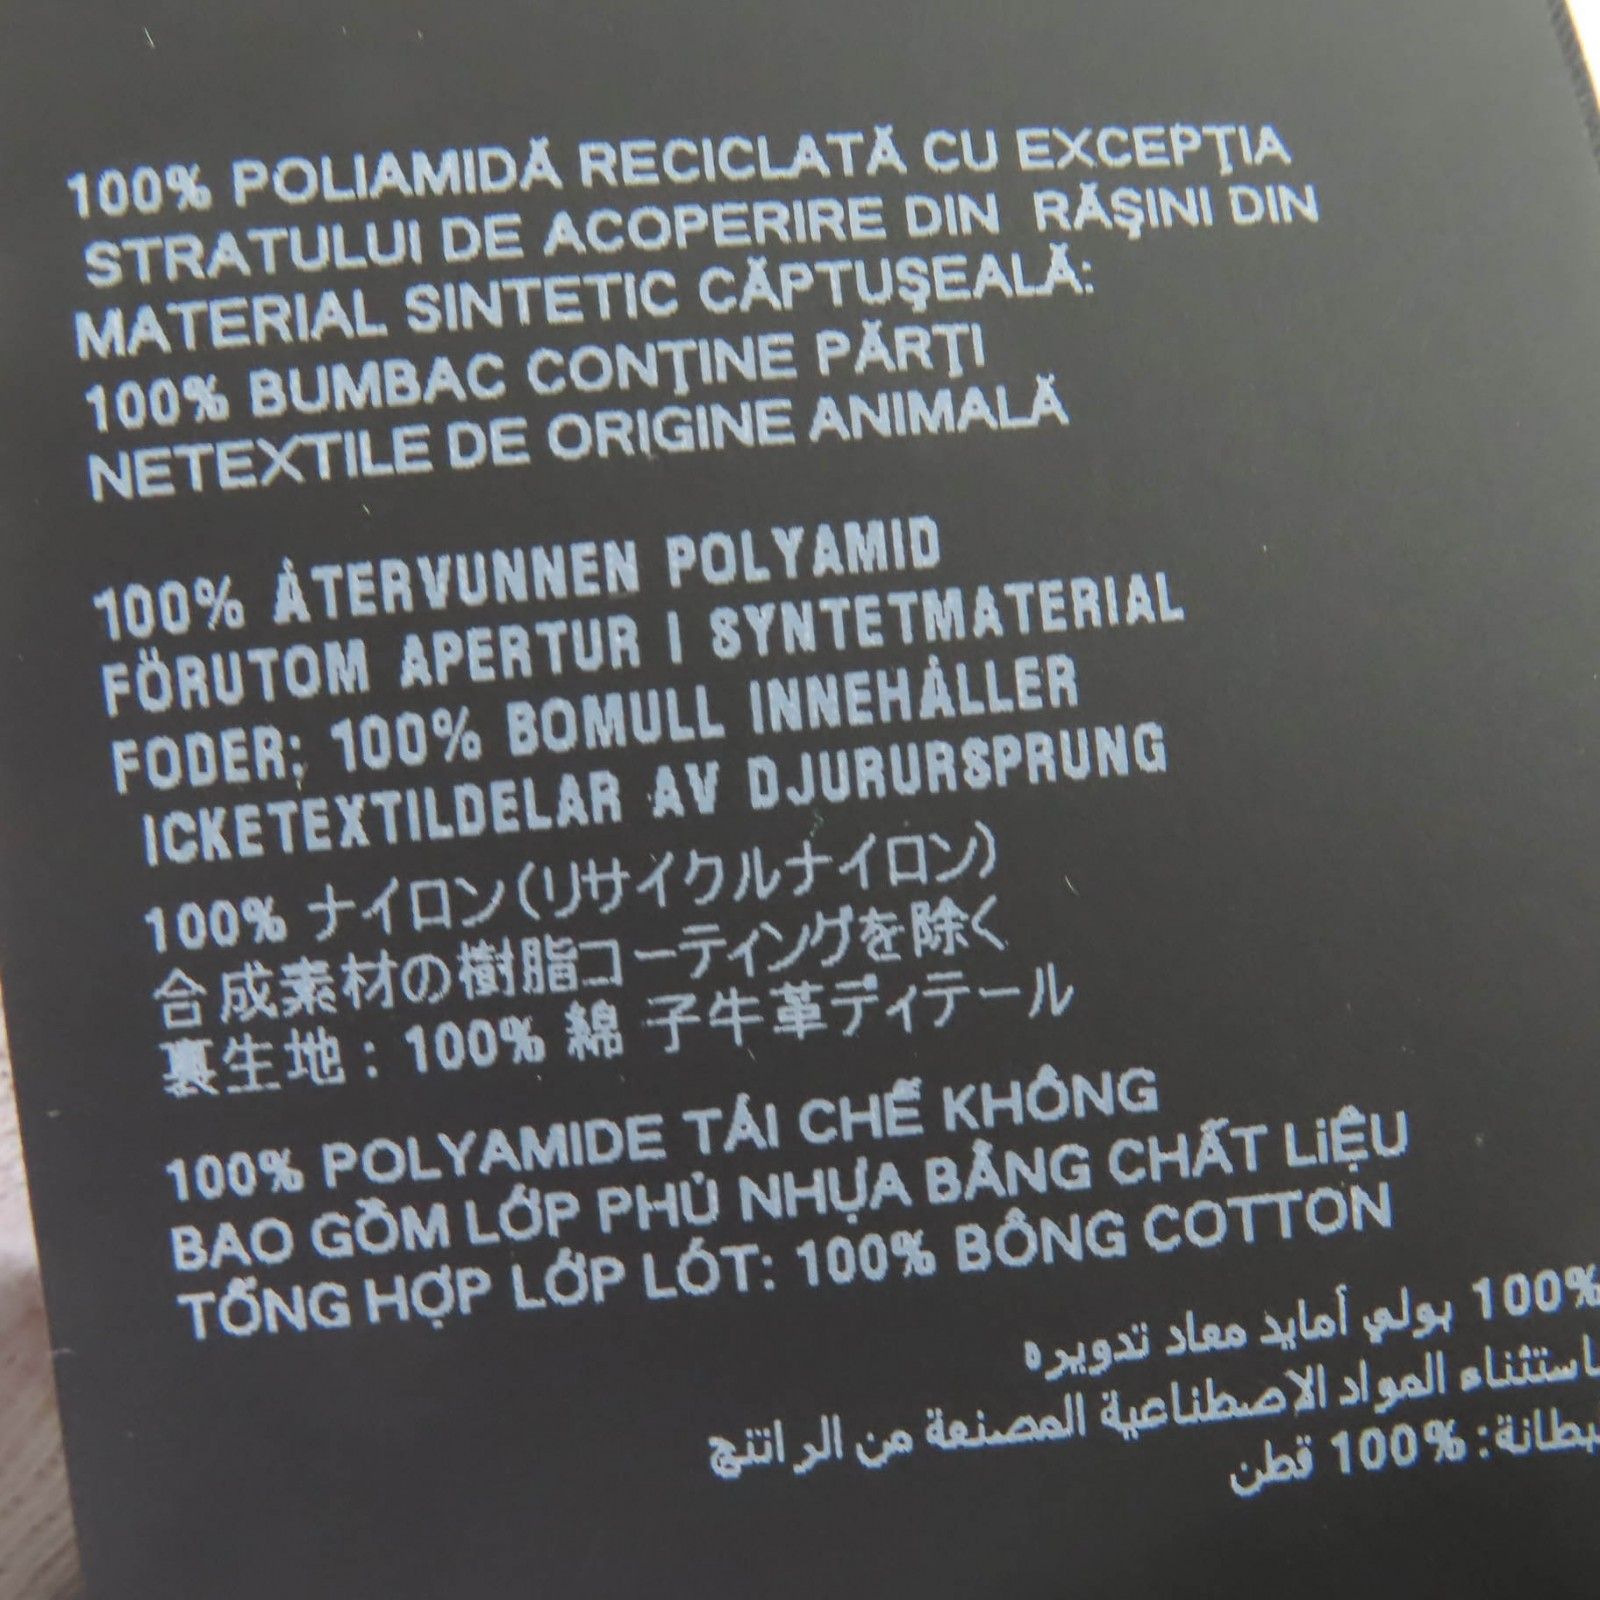 100% POLIAMIDĂ RECICLATĂ CU EXCEPŢIA
STRATULUI DE ACOPERIRE DIN RĂŞINI DIN
MATERIAL SINTETIC CĂPTUŞEALĂ:
100% BUMBAC CONŢINE PĂRŢI
NETEXTILE DE ORIGINE ANIMALĂ
100% ÅTERVUNNEN POLYAMID
FÖRUTOM APERTUR I SYNTETMATERIAL
FODER; 100% BOMULL INNEHÅLLER
ICKETEXTILDELAR AV DJURURSPRUNG
100% ナイロン(リサイクルナイロン)
合成素材の樹脂コーティングを除く
裏生地 : 100% 綿 子牛革ディテール
100% POLYAMIDE TÁI CHẾ KHÔNG
BAO GỒM LỚP PHỦ NHỰA BẰNG CHẤT LiỆU
TỔNG HỢP LỚP LÓT: 100% BÔNG COTTON
100% بولي أمايد معاد تدويره
باستثناء المواد الاصطناعية المصنعة من الراتنج
بطانة: 100% قطن